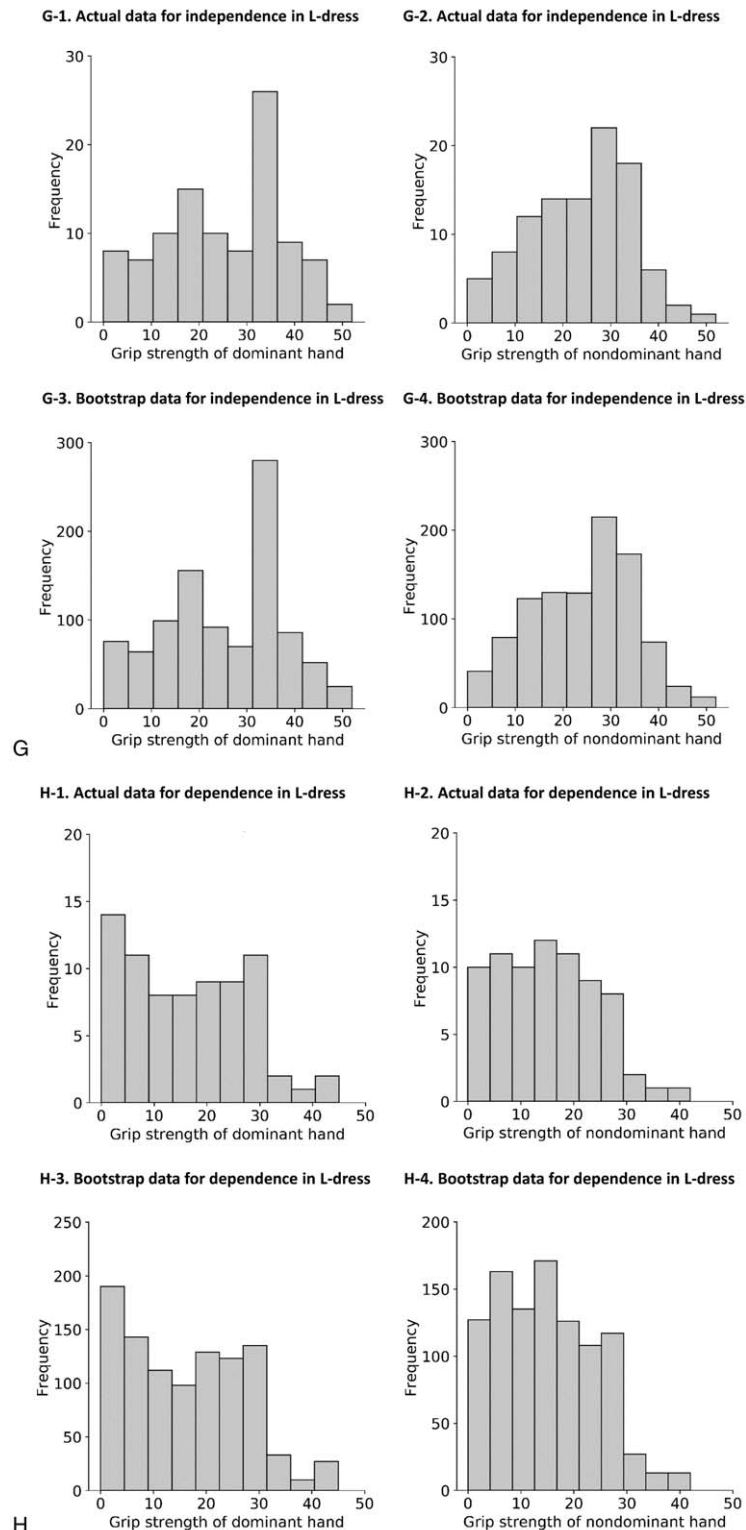 G-1. Actual data for independence in L-dress
G-2. Actual data for independence in L-dress
30
20
10
0
Frequency
0 10 20 30 40 50
Grip strength of dominant hand
30
20
10
0
Frequency
0 10 20 30 40 50
Grip strength of nondominant hand
G-3. Bootstrap data for independence in L-dress
G-4. Bootstrap data for independence in L-dress
300
200
100
0
Frequency
0 10 20 30 40 50
Grip strength of dominant hand
300
200
100
0
Frequency
0 10 20 30 40 50
Grip strength of nondominant hand
G
H-1. Actual data for dependence in L-dress
H-2. Actual data for dependence in L-dress
20
15
10
5
0
Frequency
0 10 20 30 40 50
Grip strength of dominant hand
20
15
10
5
0
Frequency
0 10 20 30 40 50
Grip strength of nondominant hand
H-3. Bootstrap data for dependence in L-dress
H-4. Bootstrap data for dependence in L-dress
250
200
150
100
50
0
Frequency
0 10 20 30 40 50
Grip strength of dominant hand
200
150
100
50
0
Frequency
0 10 20 30 40 50
Grip strength of nondominant hand
H